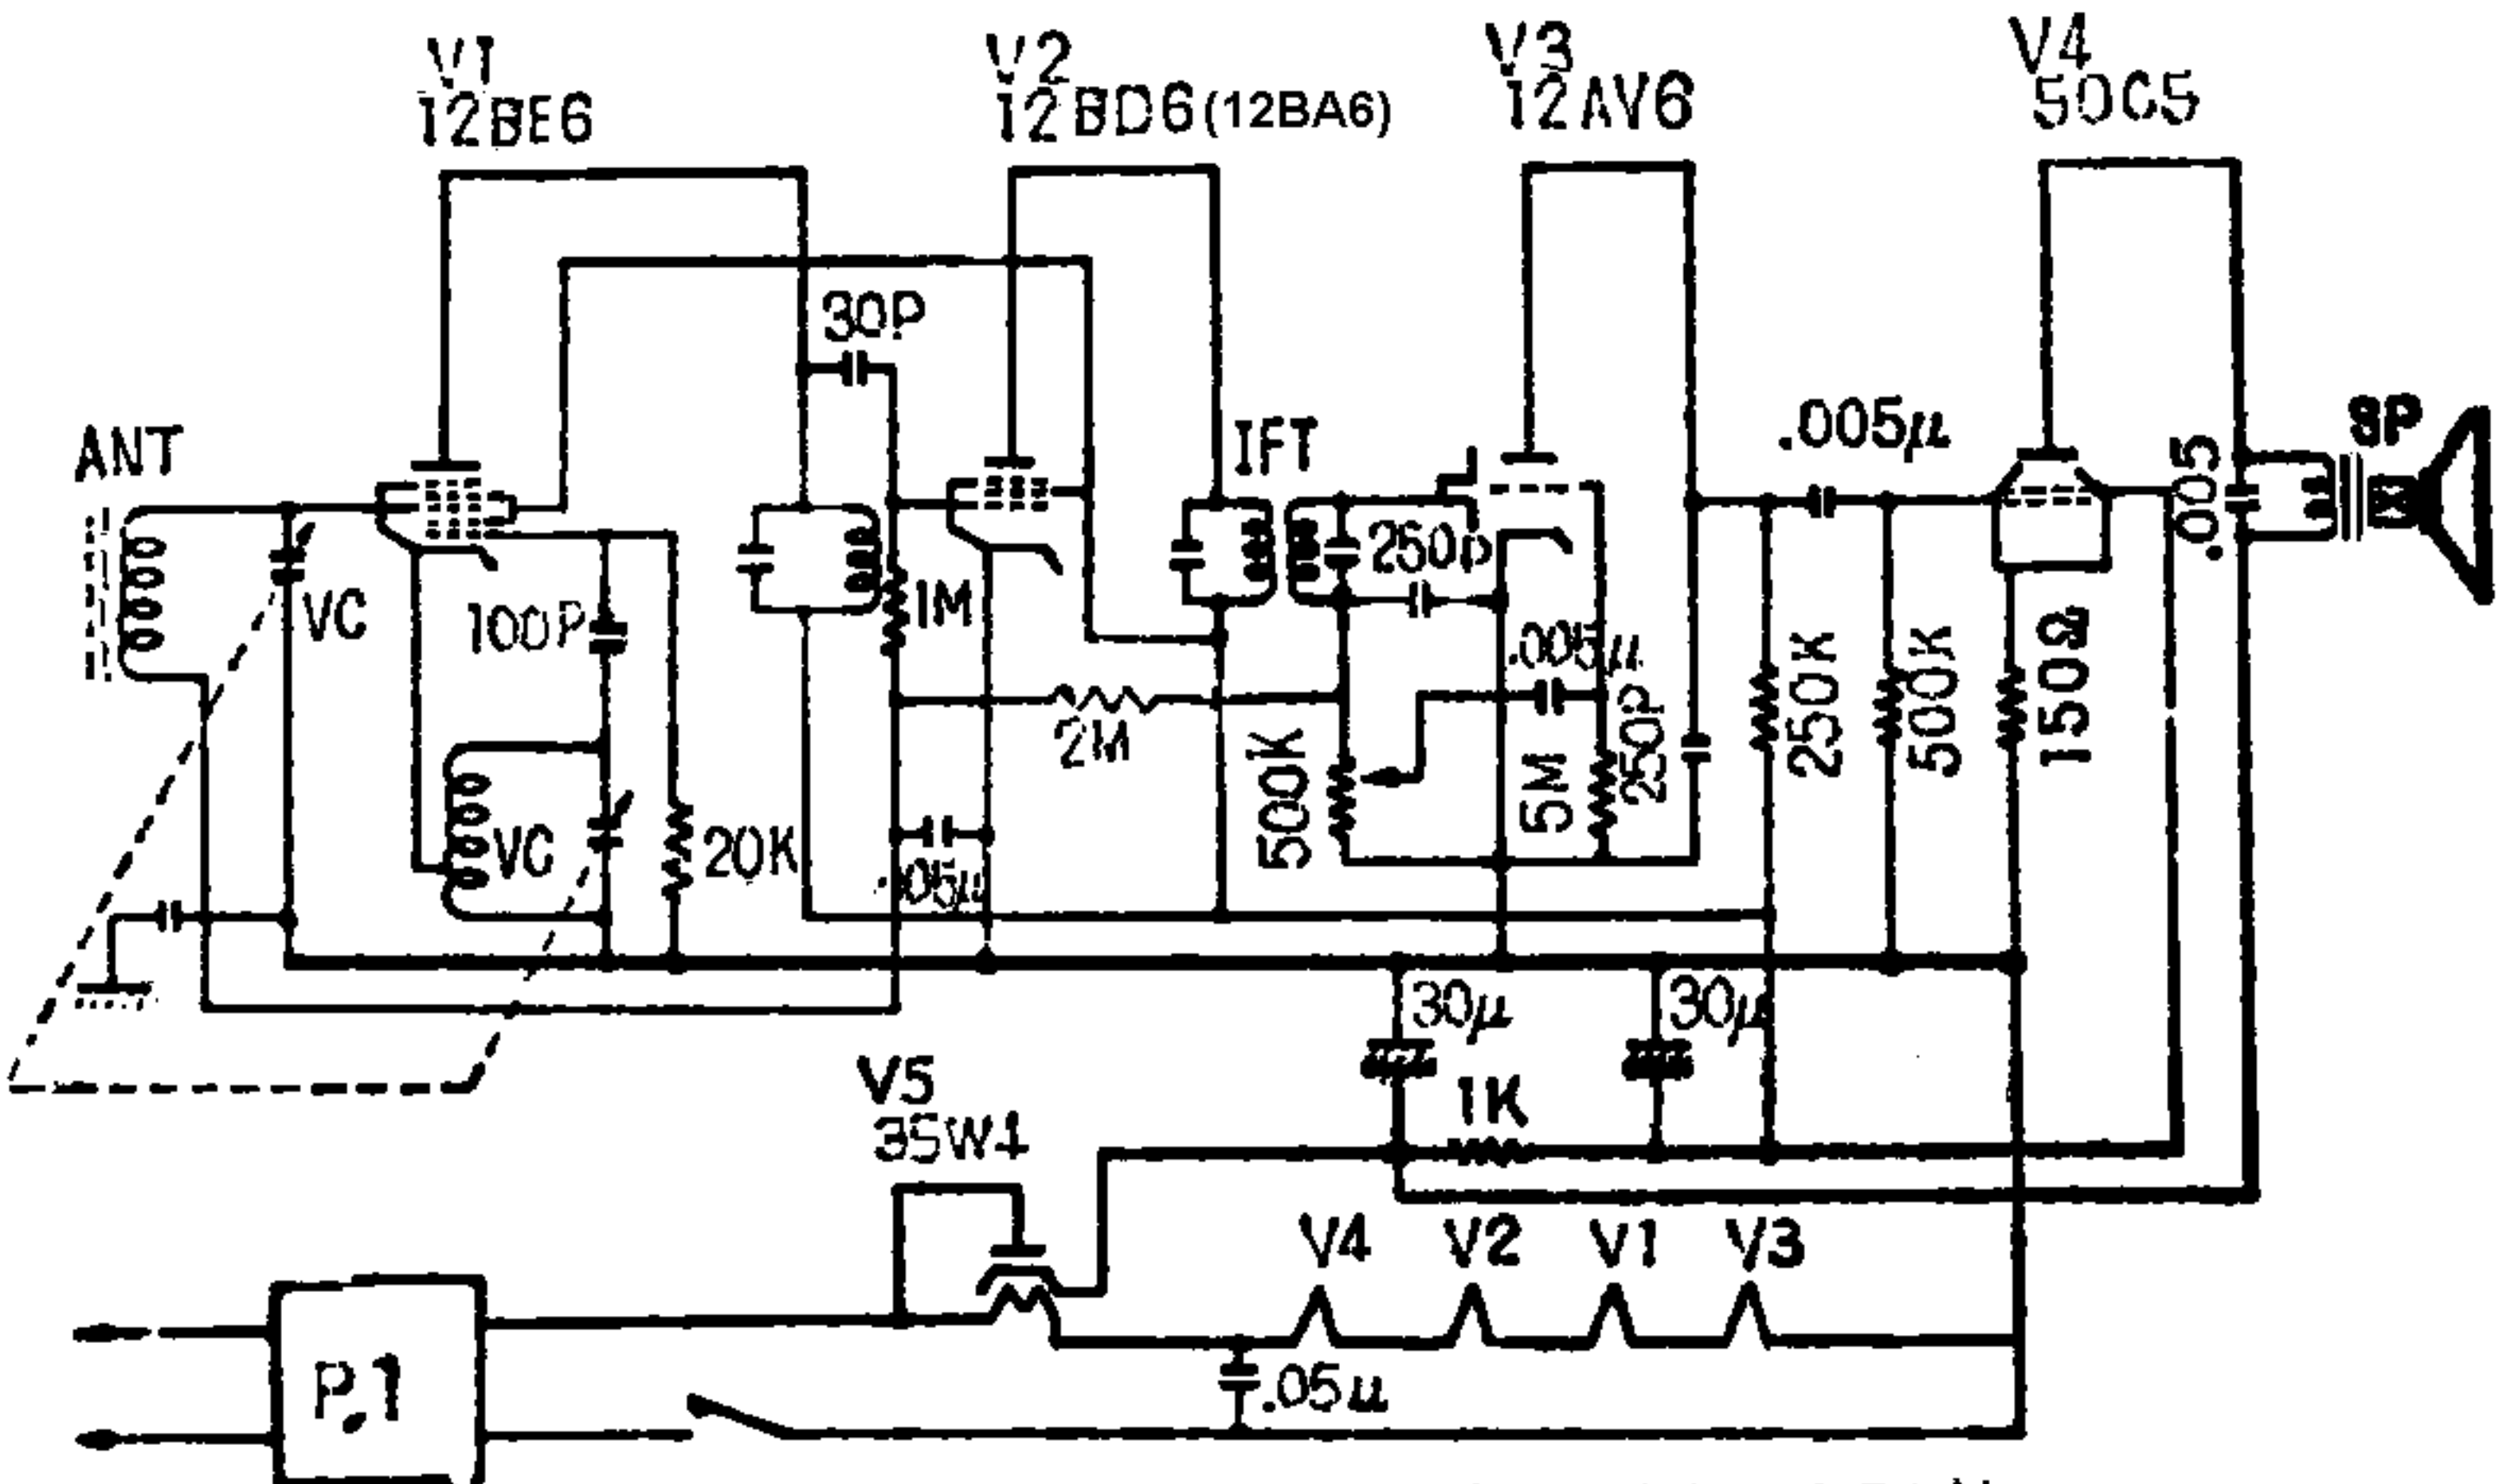 V1
12BE6
V2
12BD6(12BA6)
V3
12AV6
V4
50C5
30P
ANT
IFT
.005µ
SP
.005
250p
VC
100P
1M
.005µ
2M
500K
5M
250P
250K
500K
150Ω
VC
20K
.05µ
30µ
30µ
1K
V5
35W4
V4
V2
V1
V3
P.1
.05µ